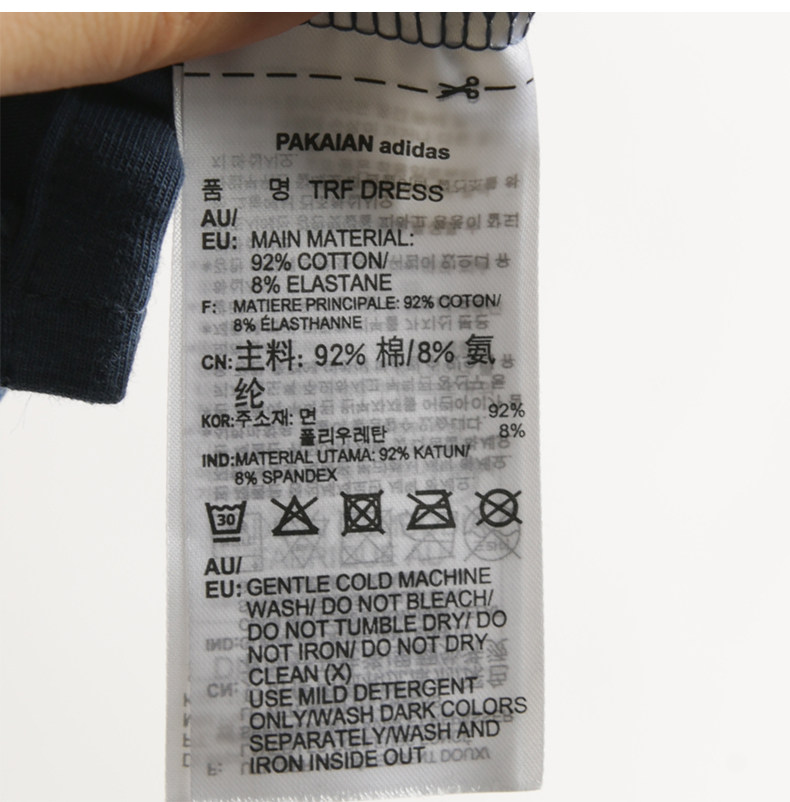 PAKAIAN adidas
품 명 TRF DRESS
AU/
EU: MAIN MATERIAL:
92% COTTON/
8% ELASTANE
F: MATIERE PRINCIPALE: 92% COTON/
8% ÉLASTHANNE
CN:主料: 92% 棉/8% 氨
纶
KOR:주소재: 면 92%
폴리우레탄 8%
IND:MATERIAL UTAMA: 92% KATUN/
8% SPANDEX
30
AU/
EU: GENTLE COLD MACHINE
WASH/ DO NOT BLEACH/
DO NOT TUMBLE DRY/ DO
NOT IRON/ DO NOT DRY
CLEAN (X)
USE MILD DETERGENT
ONLY/WASH DARK COLORS
SEPARATELY/WASH AND
IRON INSIDE OUT